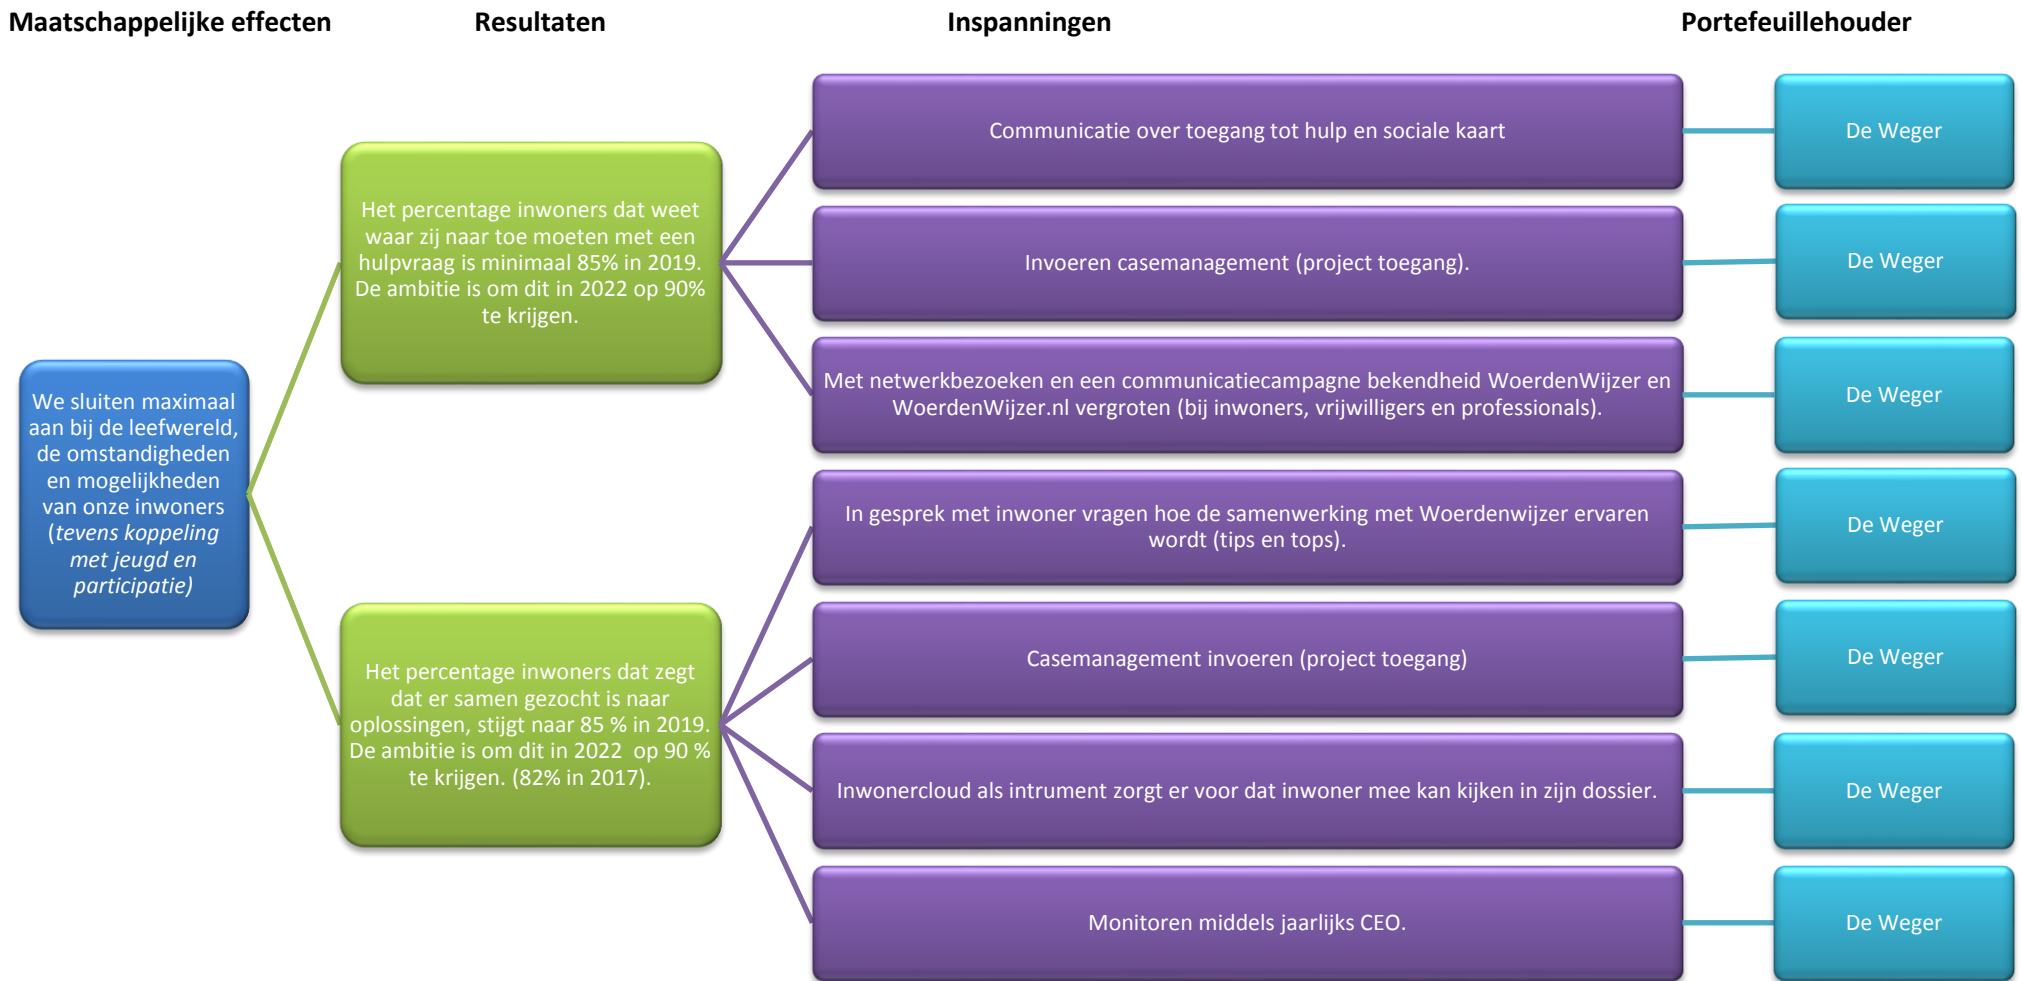 Maatschappelijke effecten
Resultaten
Inspanningen
Portefeuillehouder
We sluiten maximaal
aan bij de leefwereld,
de omstandigheden
en mogelijkheden
van onze inwoners
(tevens koppeling
met jeugd en
participatie)
Het percentage inwoners dat weet
waar zij naar toe moeten met een
hulpvraag is minimaal 85% in 2019.
De ambitie is om dit in 2022 op 90%
te krijgen.
Communicatie over toegang tot hulp en sociale kaart
De Weger
Invoeren casemanagement (project toegang).
De Weger
Met netwerkbezoeken en een communicatiecampagne bekendheid WoerdenWijzer en
WoerdenWijzer.nl vergroten (bij inwoners, vrijwilligers en professionals).
De Weger
Het percentage inwoners dat zegt
dat er samen gezocht is naar
oplossingen, stijgt naar 85 % in 2019.
De ambitie is om dit in 2022  op 90 %
te krijgen. (82% in 2017).
In gesprek met inwoner vragen hoe de samenwerking met Woerdenwijzer ervaren
wordt (tips en tops).
De Weger
Casemanagement invoeren (project toegang)
De Weger
Inwonercloud als intrument zorgt er voor dat inwoner mee kan kijken in zijn dossier.
De Weger
Monitoren middels jaarlijks CEO.
De Weger